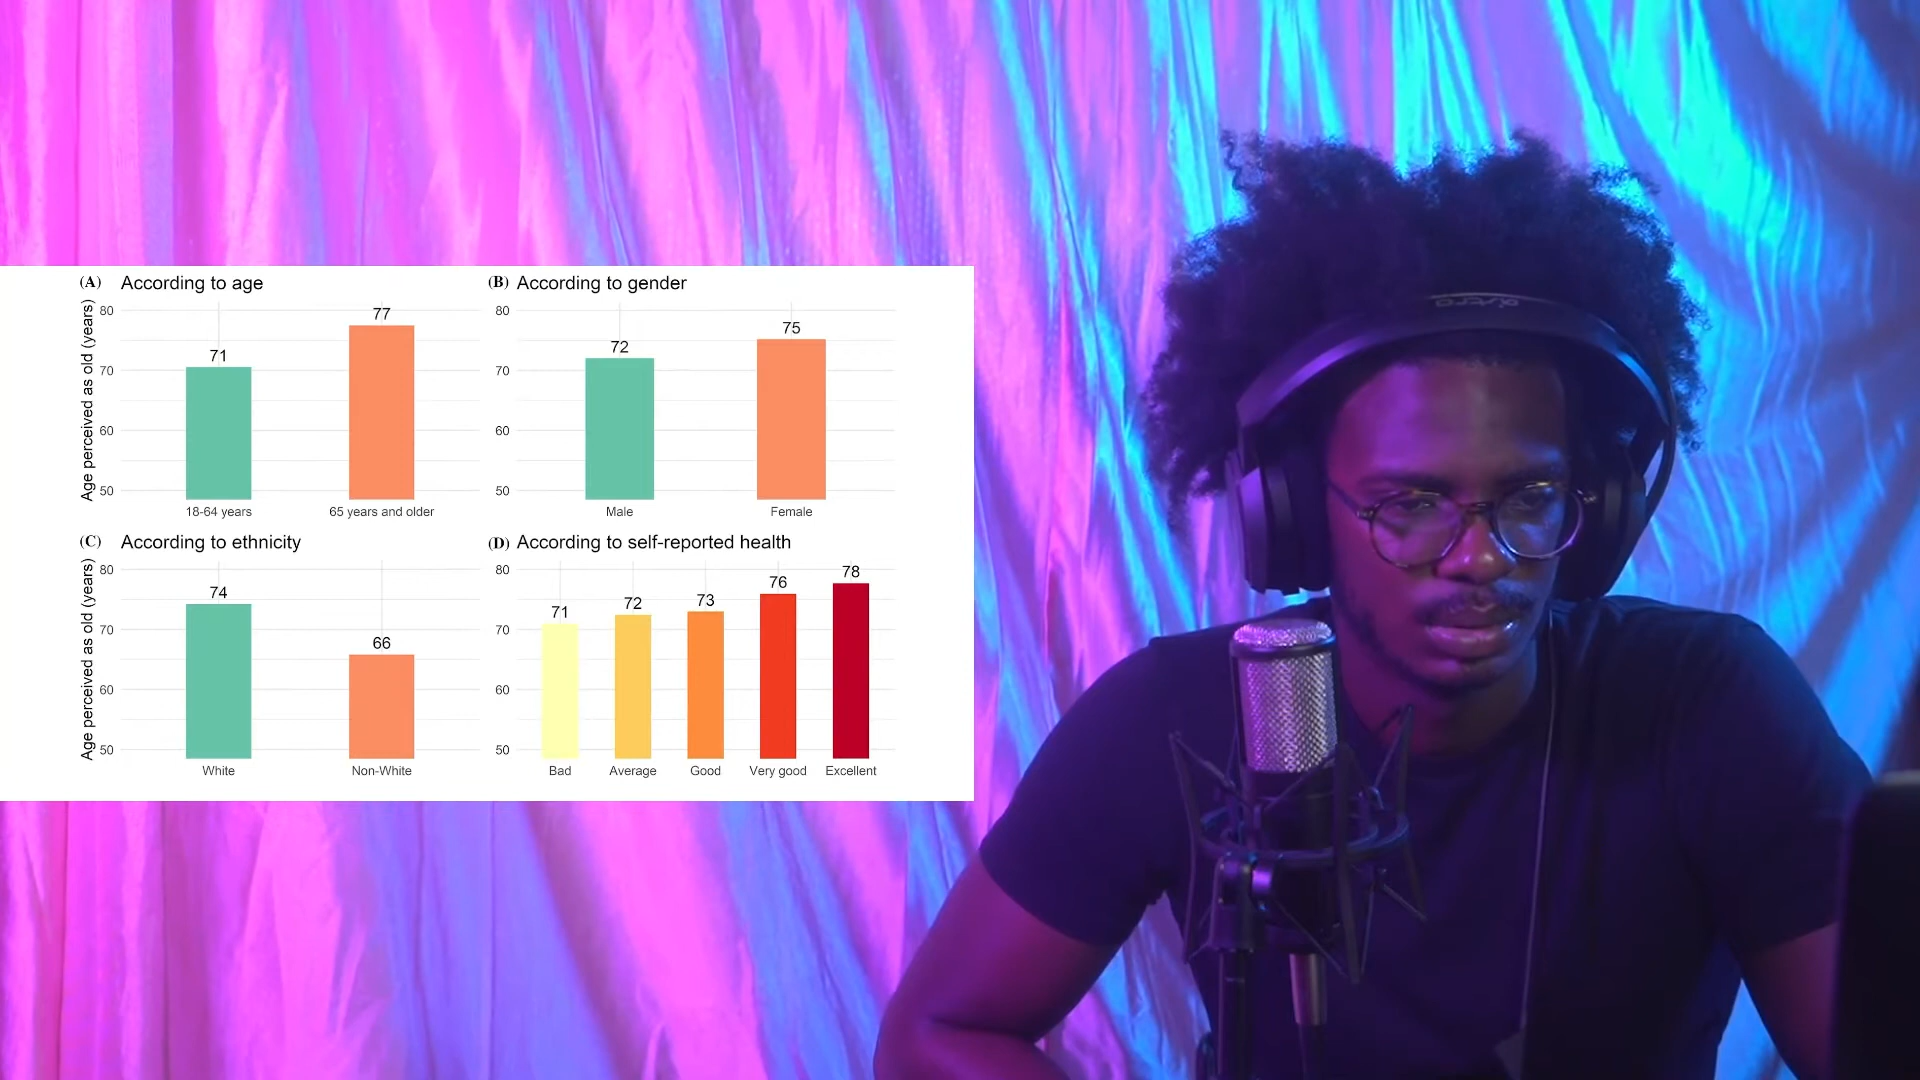 (A) According to age
Age perceived as old (years)
80
70
60
50
71
77
18-64 years
65 years and older
(B) According to gender
80
70
60
50
72
75
Male
Female
(C) According to ethnicity
Age perceived as old (years)
80
70
60
50
74
66
White
Non-White
(D) According to self-reported health
80
70
60
50
71
72
73
76
78
Bad
Average
Good
Very good
Excellent
astro